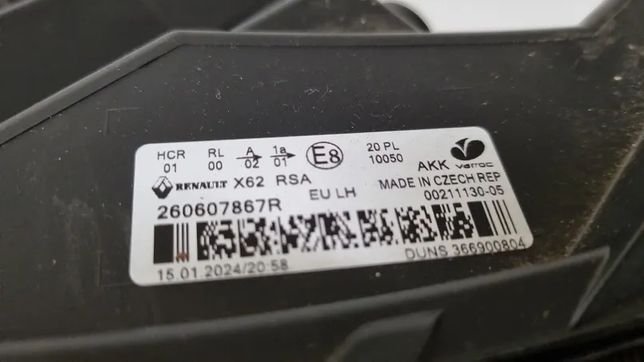 HCR RL A 1a E8 20 PL
01 00 02 01 10050 AKK varroc
RENAULT X62 RSA EU LH MADE IN CZECH REP
260607867R 00211130-05
15.01.2024/20:58 DUNS 366900804